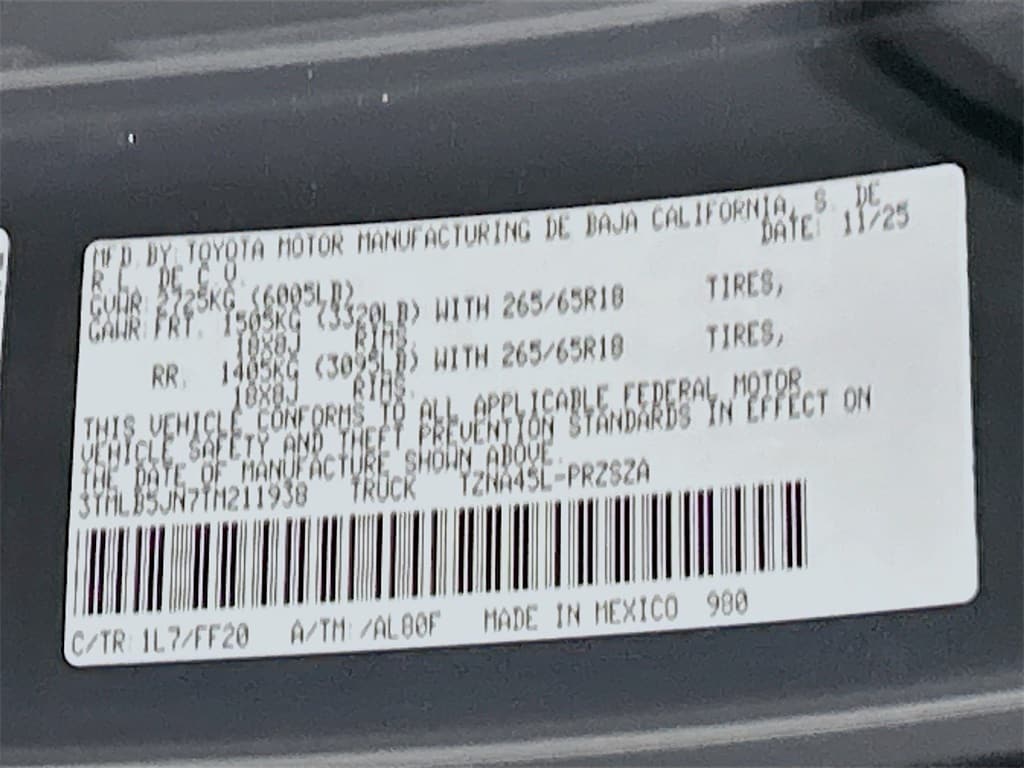 MFD. BY: TOYOTA MOTOR MANUFACTURING DE BAJA CALIFORNIA, S. DE
R.L. DE C.V. DATE: 11/25
GVWR: 2725KG (6005LB)
GAWR: FRT. 1505KG (3320LB) WITH 265/65R18 TIRES,
18X8J RIMS,
RR. 1405KG (3095LB) WITH 265/65R18 TIRES,
18X8J RIMS.
THIS VEHICLE CONFORMS TO ALL APPLICABLE FEDERAL MOTOR
VEHICLE SAFETY AND THEFT PREVENTION STANDARDS IN EFFECT ON
THE DATE OF MANUFACTURE SHOWN ABOVE.
3TMLB5JN7TM211938 TRUCK TZNA45L-PRZSZA
C/TR: 1L7/FF20 A/TM: /AL80F MADE IN MEXICO 980